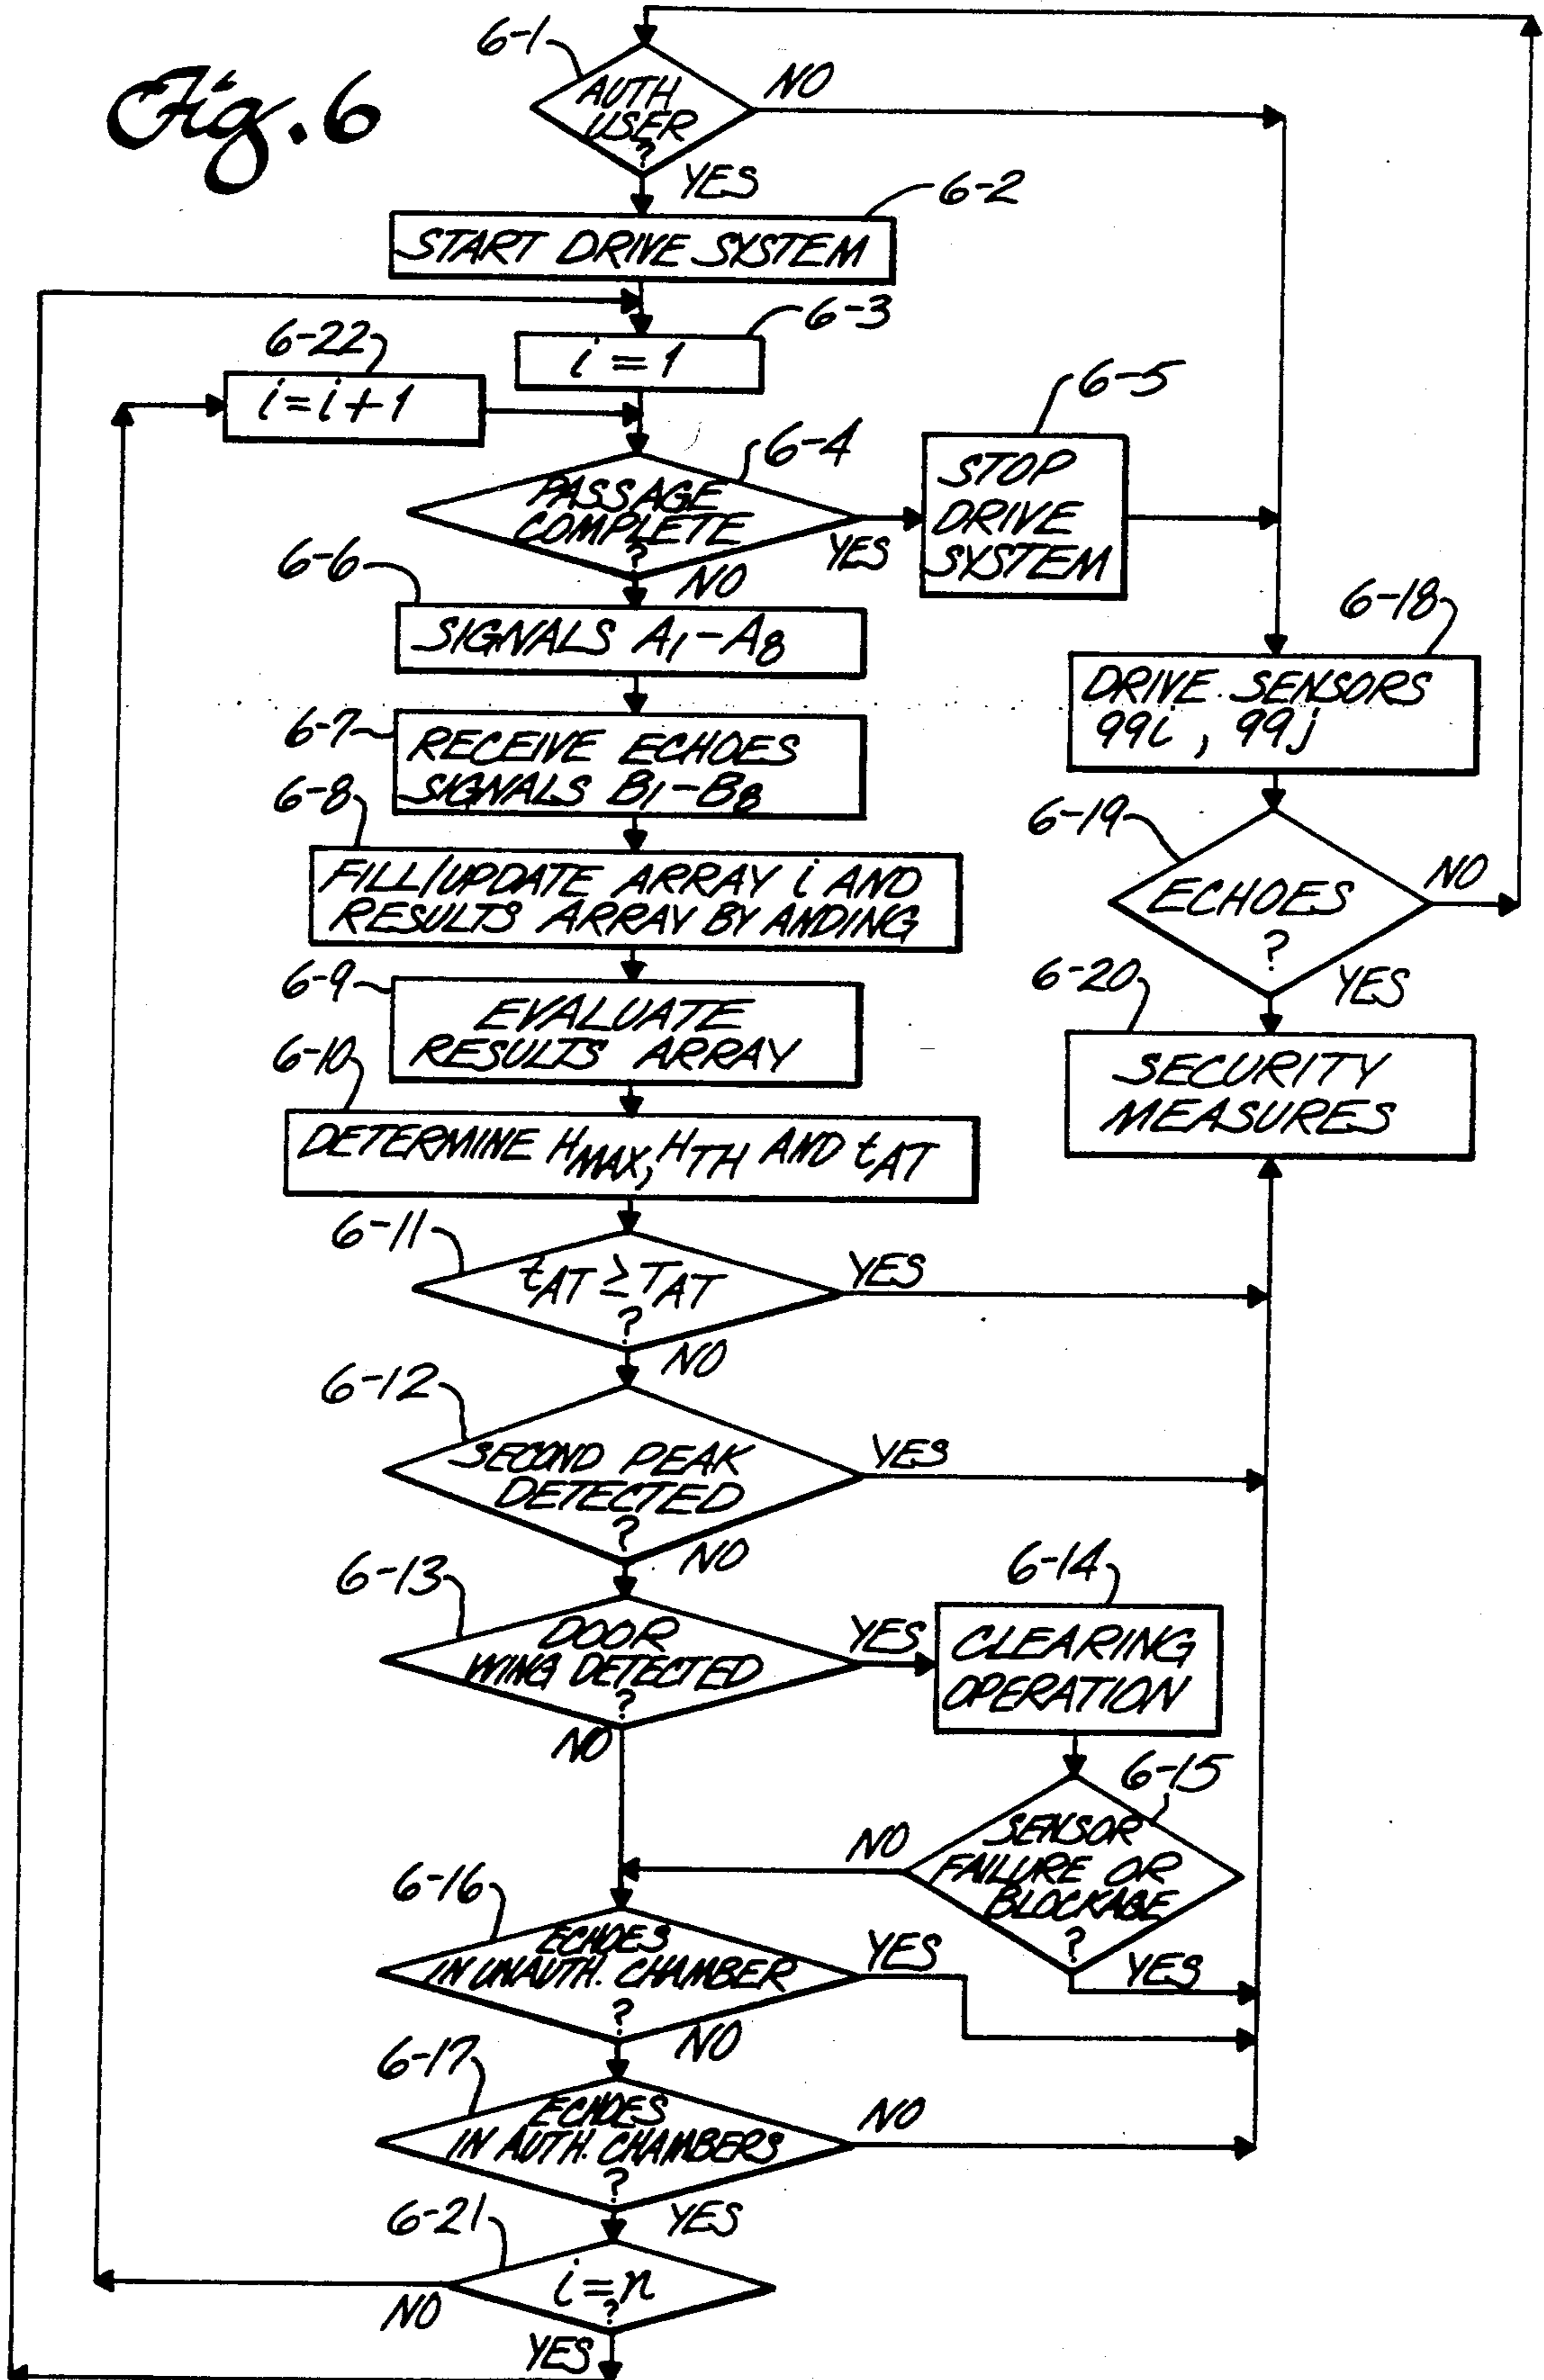 Fig. 6
6-1
AUTH
USER
?
NO
YES
6-2
START DRIVE SYSTEM
6-3
i = 1
6-22
i = i + 1
6-4
PASSAGE
COMPLETE
?
YES
NO
6-5
STOP
DRIVE
SYSTEM
6-6
SIGNALS A1-A8
6-7
RECEIVE ECHOES
SIGNALS B1-B8
6-8
FILL/UPDATE ARRAY i AND
RESULTS ARRAY BY ANDING
6-9
EVALUATE
RESULTS ARRAY
6-10
DETERMINE HMAX, HTH AND tAT
6-11
tAT ≥ TAT
?
YES
NO
6-12
SECOND PEAK
DETECTED
?
YES
NO
6-13
DOOR
WING DETECTED
?
YES
NO
6-14
CLEARING
OPERATION
6-15
SENSOR
FAILURE OR
BLOCKAGE
?
NO
YES
6-16
ECHOES
IN UNAUTH. CHAMBER
?
YES
NO
6-17
ECHOES
IN AUTH. CHAMBERS
?
NO
YES
6-21
i = n
?
NO
YES
6-18
DRIVE SENSORS
99i, 99j
6-19
ECHOES
?
NO
YES
6-20
SECURITY
MEASURES